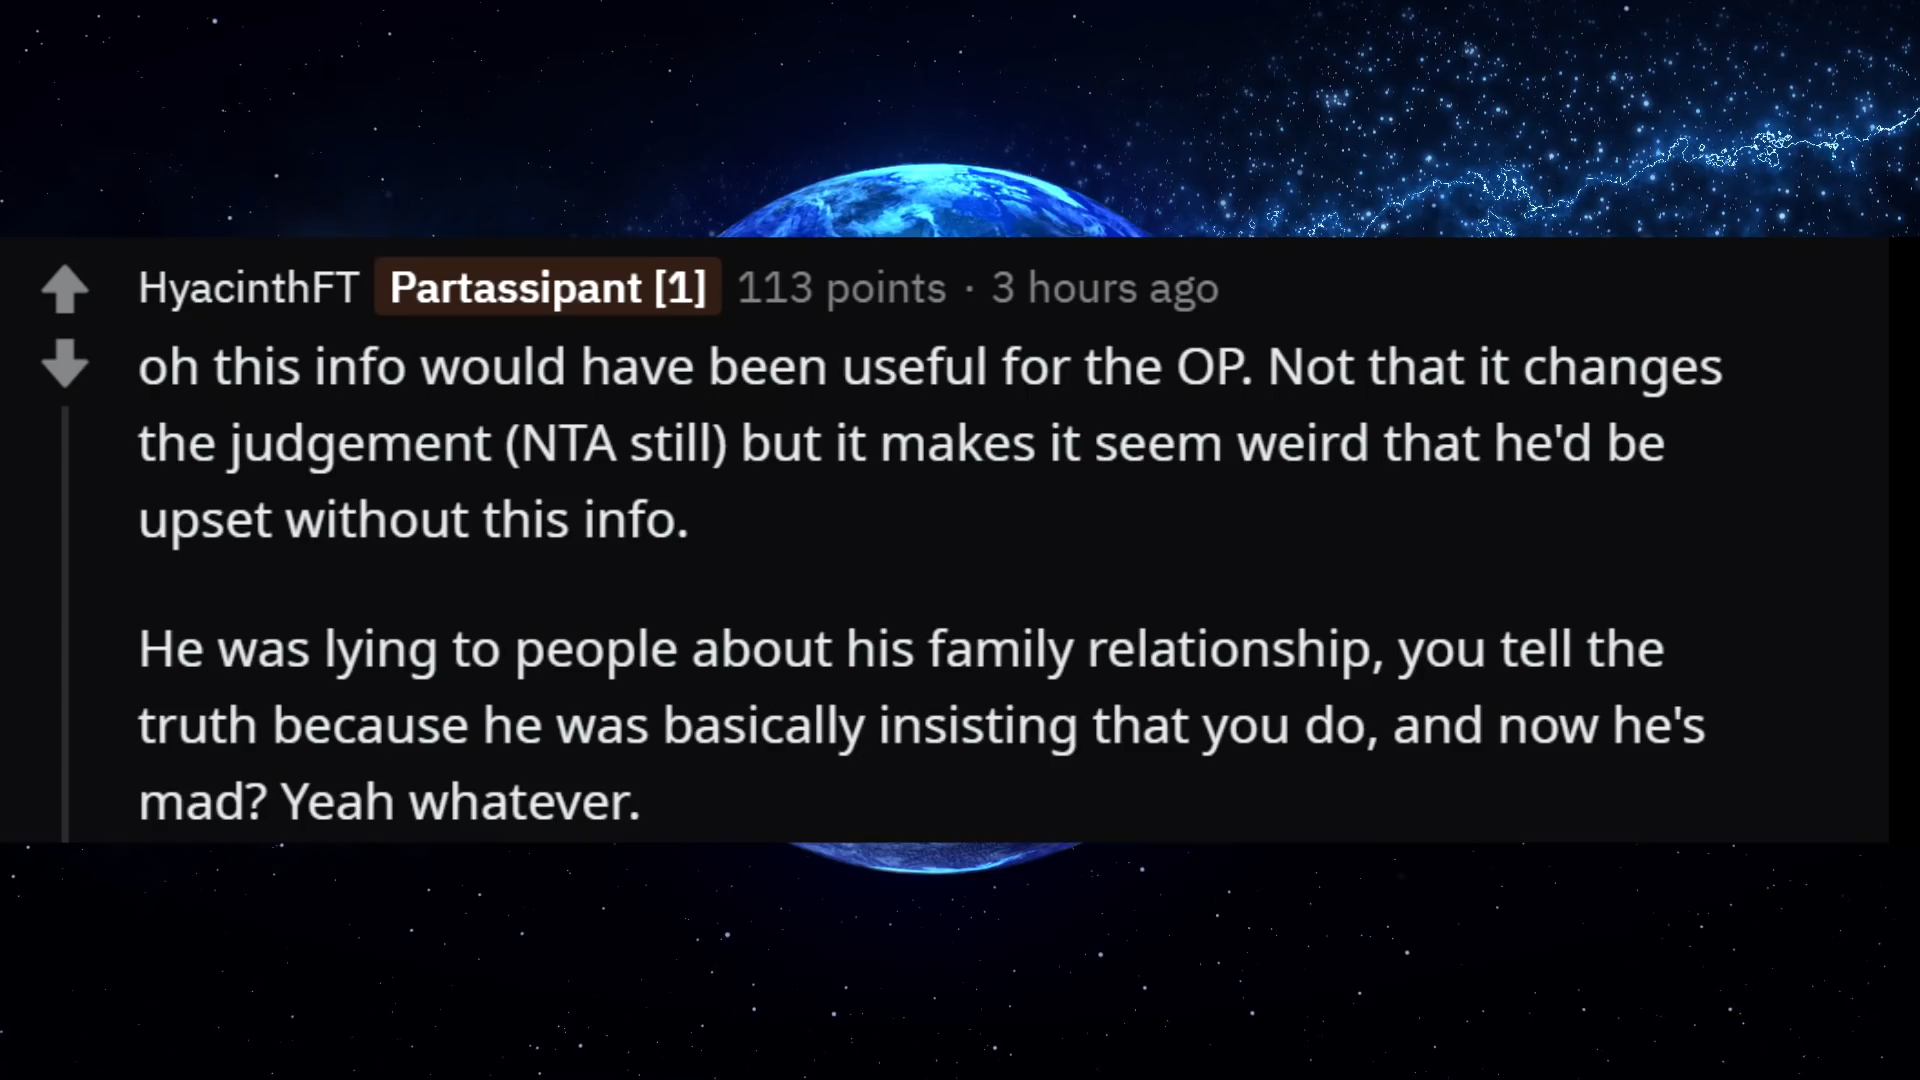 HyacinthFT Partassipant [1] 113 points · 3 hours ago
oh this info would have been useful for the OP. Not that it changes
the judgement (NTA still) but it makes it seem weird that he'd be
upset without this info.
He was lying to people about his family relationship, you tell the
truth because he was basically insisting that you do, and now he's
mad? Yeah whatever.